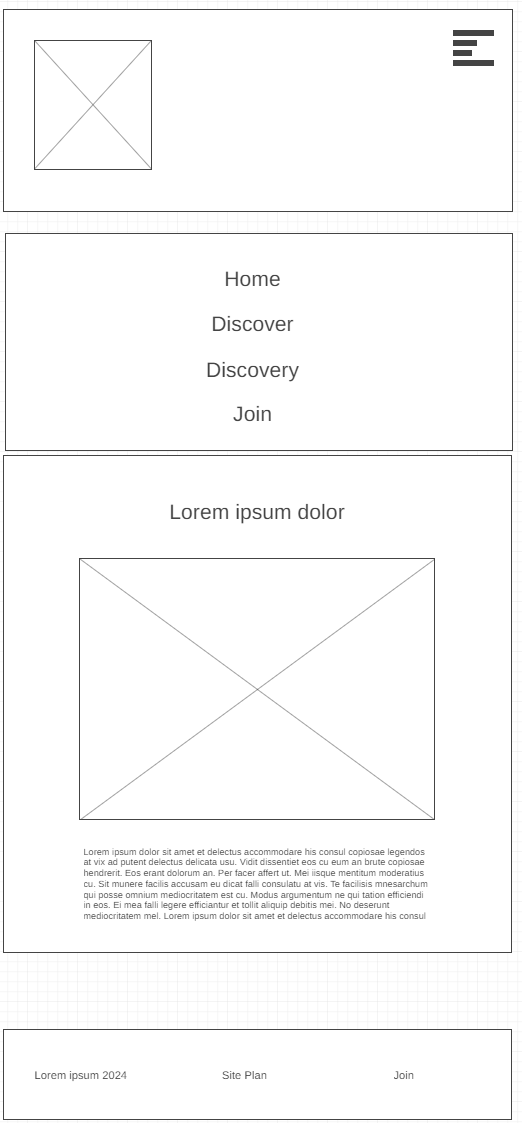 Home
Discover
Discovery
Join
Lorem ipsum dolor
Lorem ipsum dolor sit amet et delectus accommodare his consul copiosae legendos
at vix ad putent delectus delicata usu. Vidit dissentiet eos cu eum an brute copiosae
hendrerit. Eos erant dolorum an. Per facer affert ut. Mei iisque mentitum moderatius
cu. Sit munere facilis accusam eu dicat falli consulatu at vis. Te facilisis mnesarchum
qui posse omnium mediocritatem est cu. Modus argumentum ne qui tation efficiendi
in eos. Ei mea falli legere efficiantur et tollit aliquip debitis mei. No deserunt
mediocritatem mel. Lorem ipsum dolor sit amet et delectus accommodare his consul
Lorem ipsum 2024 Site Plan Join